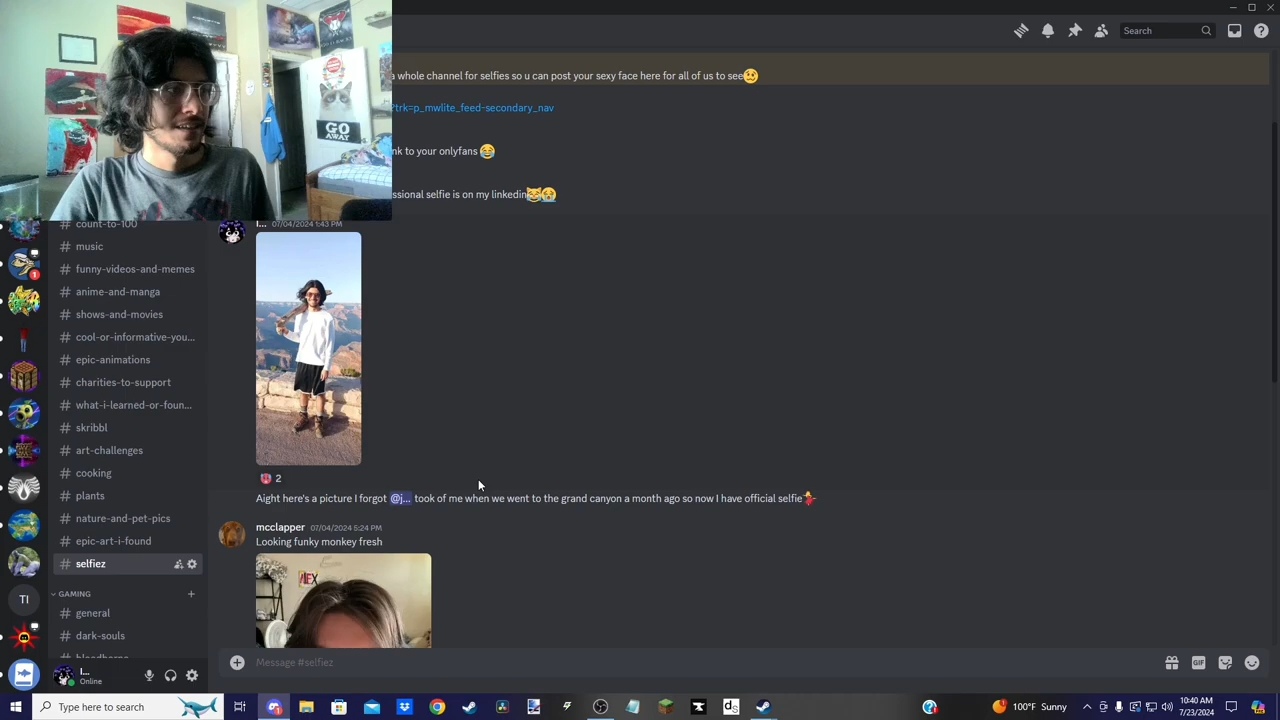 GO
AWAY
Search
a whole channel for selfies so u can post your sexy face here for all of us to see🥴
?trk=p_mwlite_feed-secondary_nav
nk to your onlyfans 😂
ssional selfie is on my linkedin😹😭
# count-to-100
I... 07/04/2024 1:43 PM
# music
# funny-videos-and-memes
# anime-and-manga
# shows-and-movies
# cool-or-informative-you...
# epic-animations
# charities-to-support
# what-i-learned-or-foun...
# skribbl
# art-challenges
# cooking
# plants
# nature-and-pet-pics
# epic-art-i-found
# selfiez
2
Aight here's a picture I forgot @j... took of me when we went to the grand canyon a month ago so now I have official selfie💃
mcclapper 07/04/2024 5:24 PM
Looking funky monkey fresh
TI
GAMING
# general
# dark-souls
1
I...
Online
Message #selfiez
GIF
Type here to search
ds
100°F Sunny
10:40 AM
7/23/2024